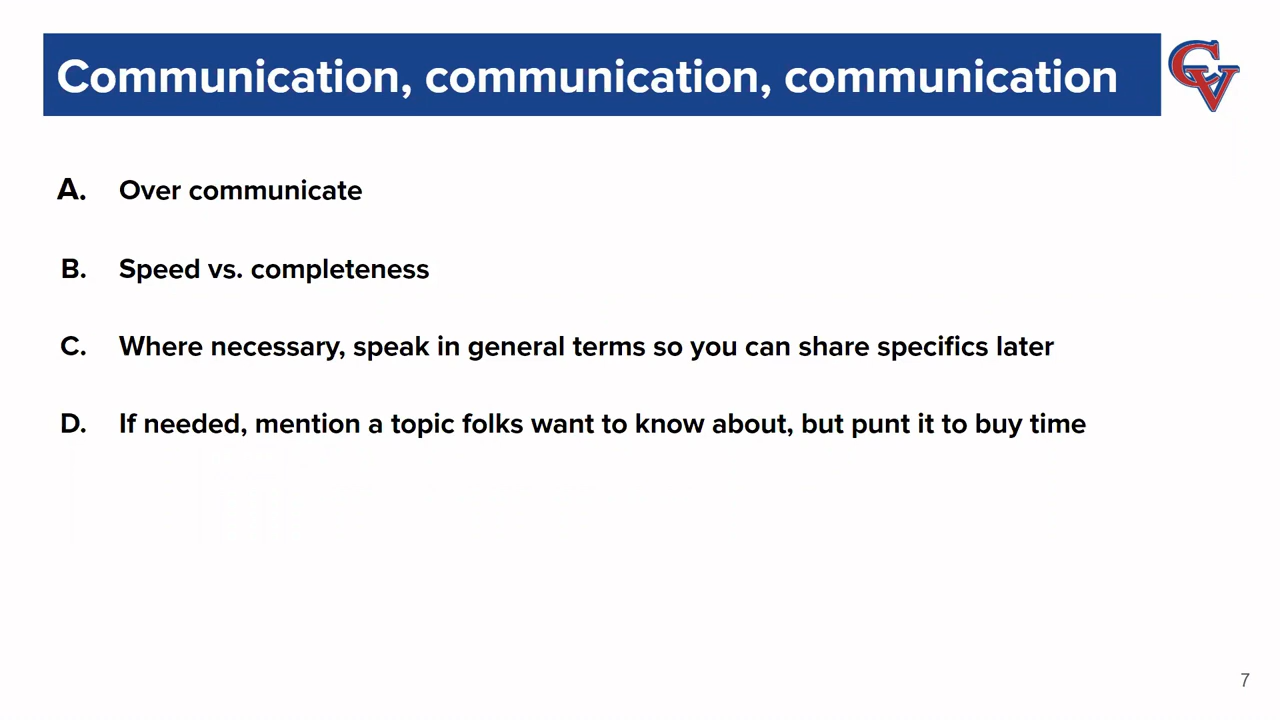 Communication, communication, communication
CV
A. Over communicate
B. Speed vs. completeness
C. Where necessary, speak in general terms so you can share specifics later
D. If needed, mention a topic folks want to know about, but punt it to buy time
7